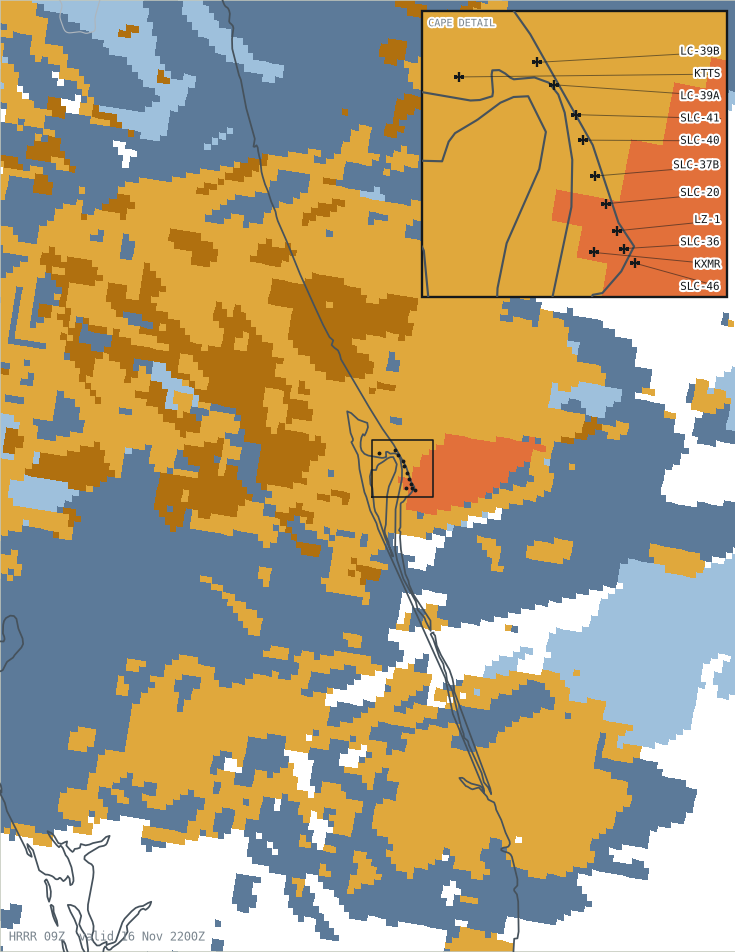 CAPE DETAIL
LC-39B
KTTS
LC-39A
SLC-41
SLC-40
SLC-37B
SLC-20
LZ-1
SLC-36
KXMR
SLC-46
HRRR 09Z  valid 16 Nov 2200Z